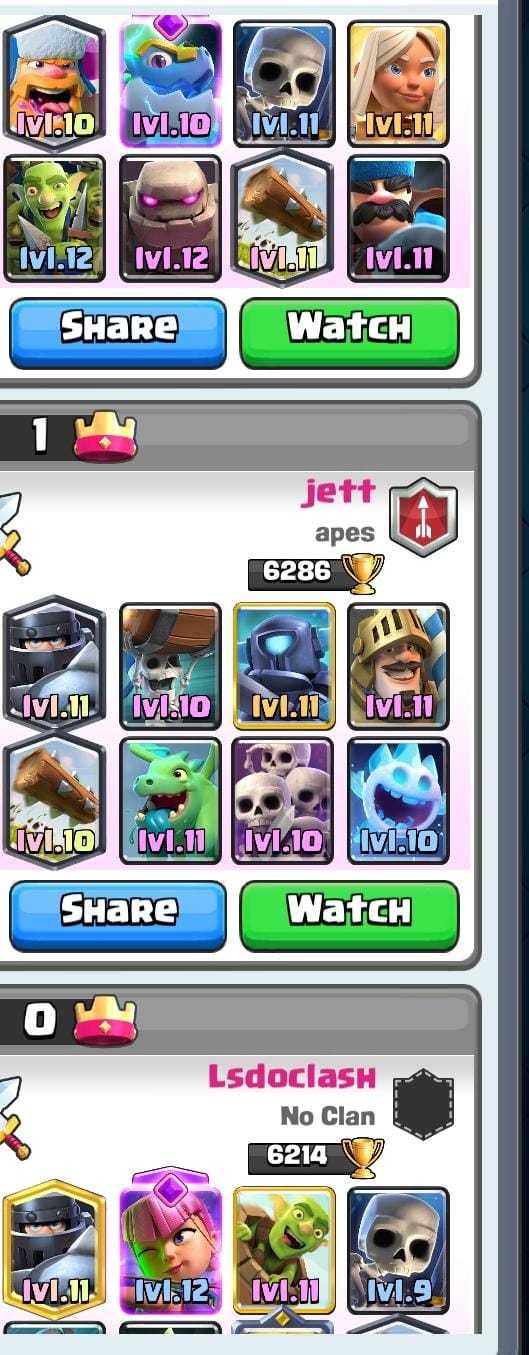 lvl.10 lvl.10 lvl.11 lvl.11
lvl.12 lvl.12 lvl.11 lvl.11
Share Watch
1
jett
apes
6286
lvl.11 lvl.10 lvl.11 lvl.11
lvl.10 lvl.11 lvl.10 lvl.10
Share Watch
0
Lsdoclash
No Clan
6214
lvl.11 lvl.12 lvl.11 lvl.9